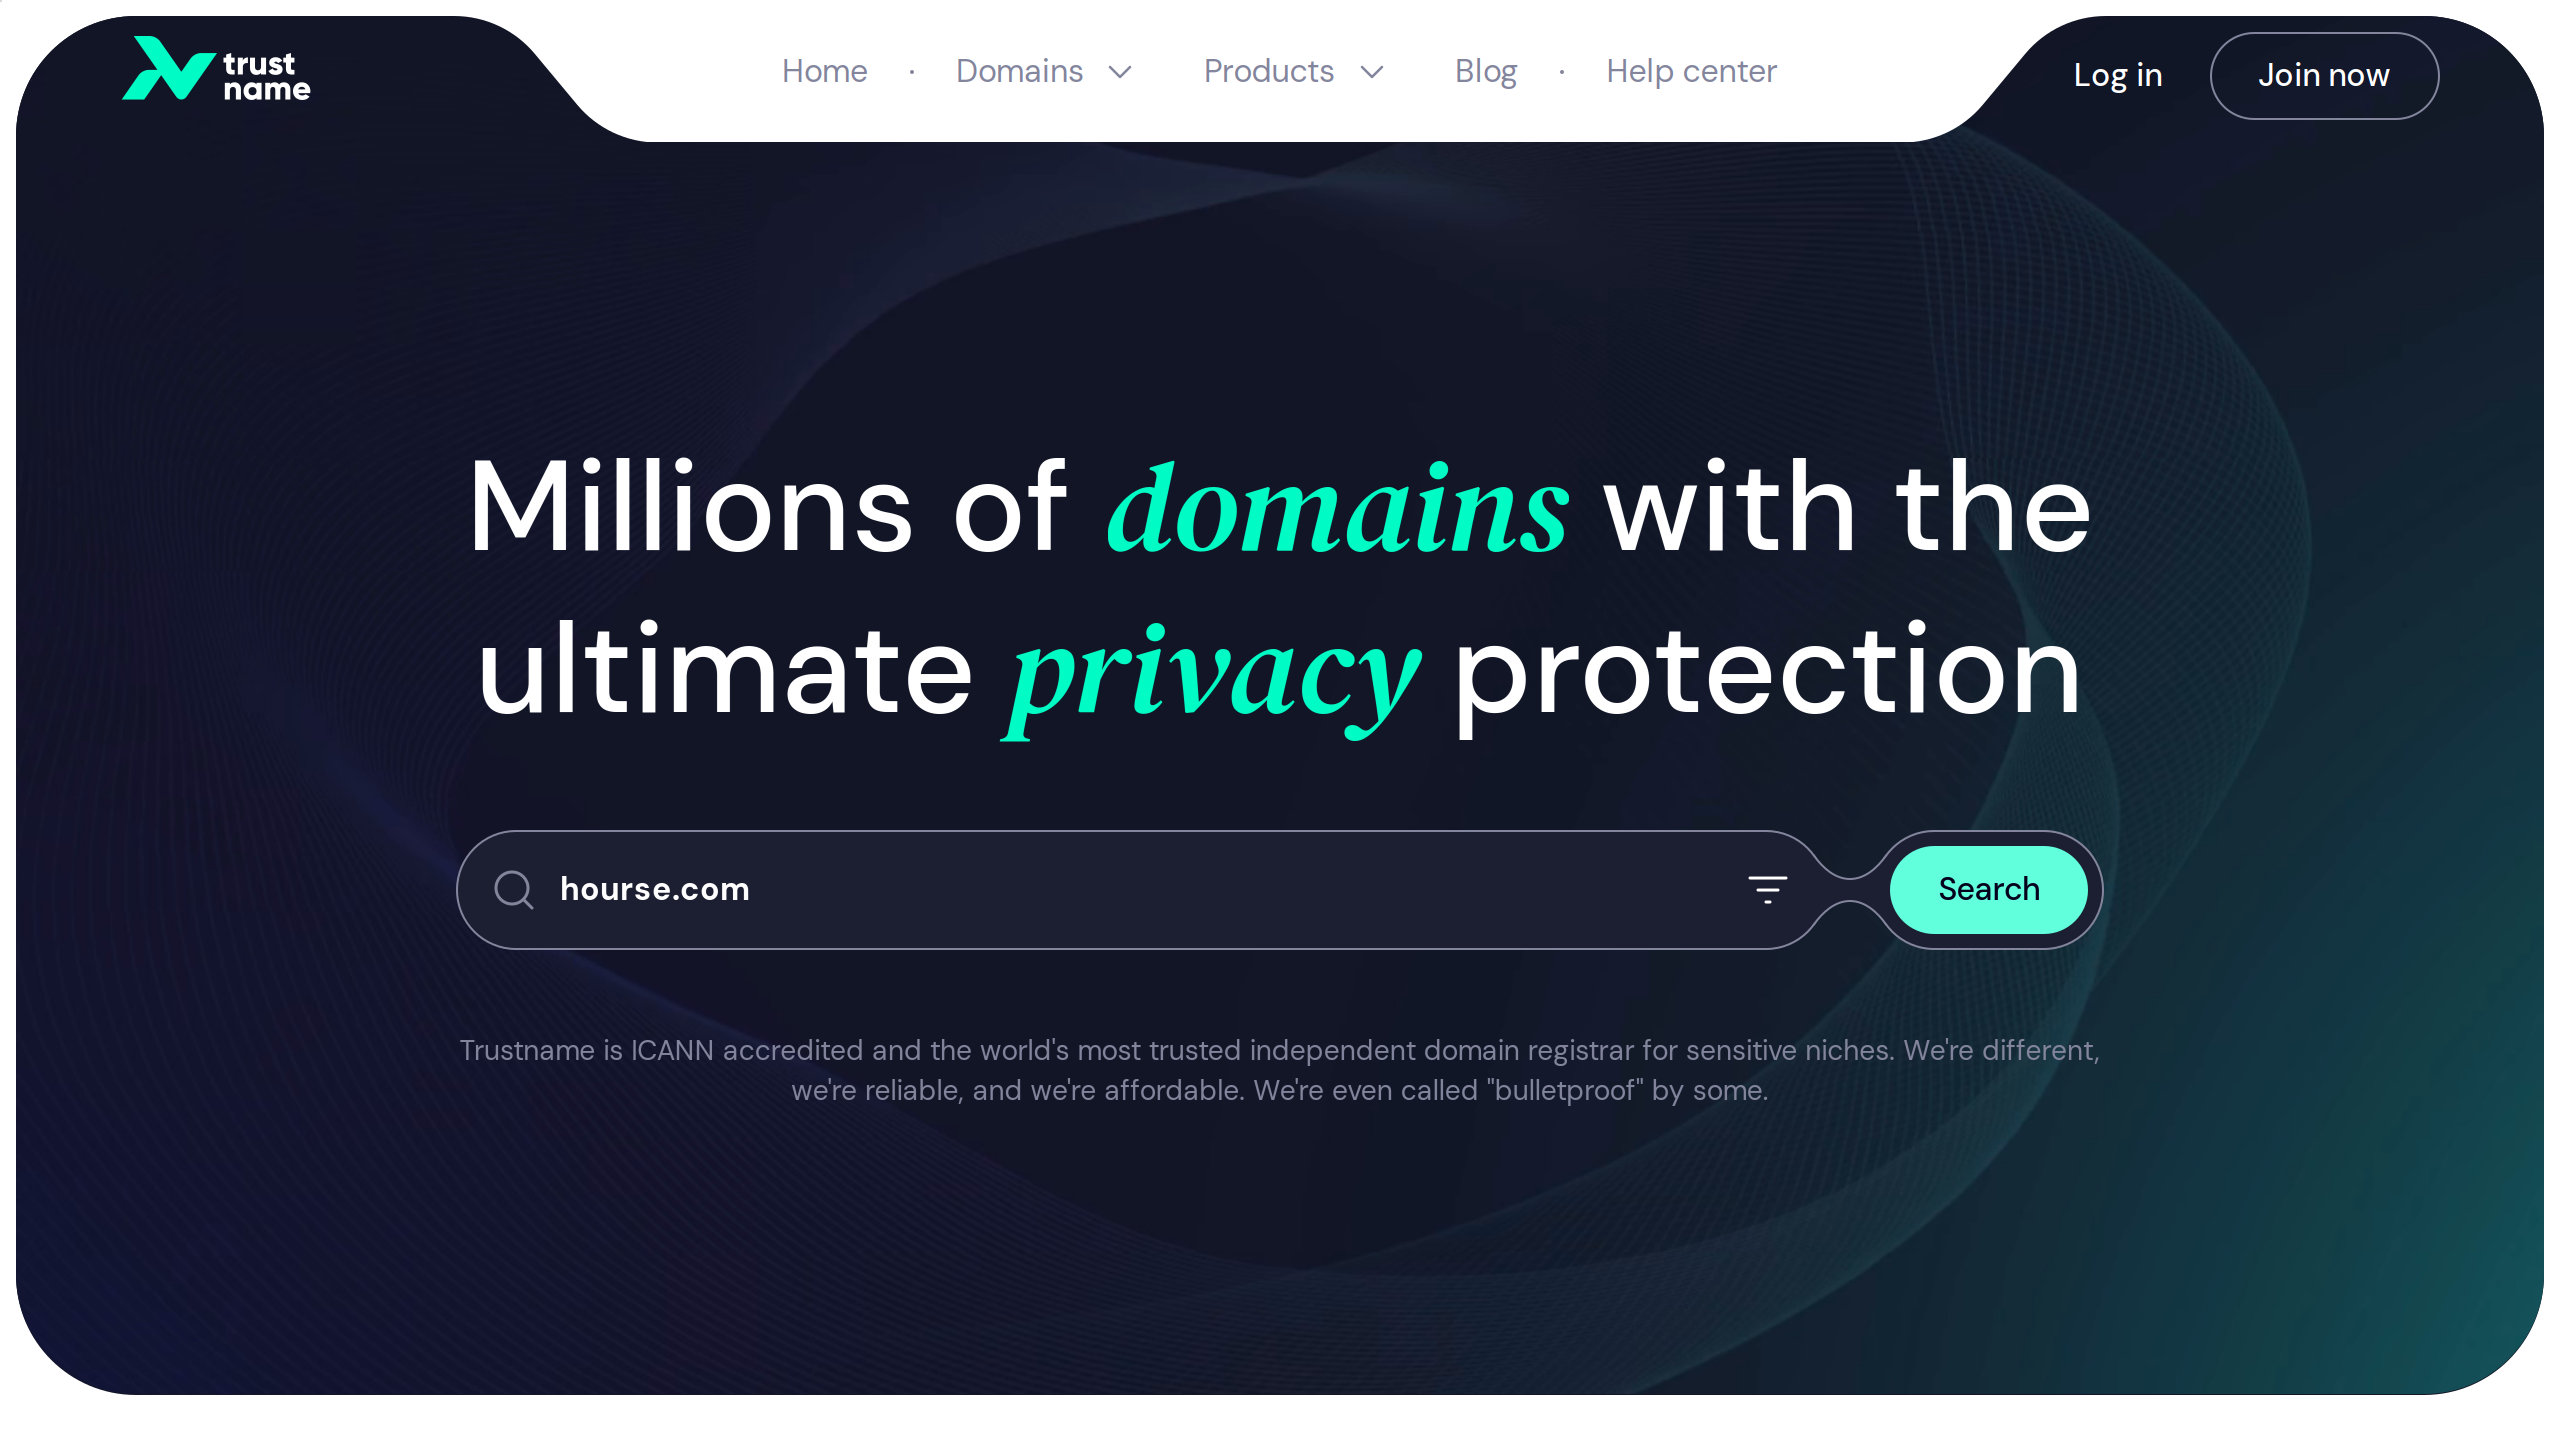 trust
name
Home · Domains Products Blog · Help center
Log in
Join now
Millions of domains with the
ultimate privacy protection
hourse.com
Search
Trustname is ICANN accredited and the world's most trusted independent domain registrar for sensitive niches. We're different,
we're reliable, and we're affordable. We're even called "bulletproof" by some.